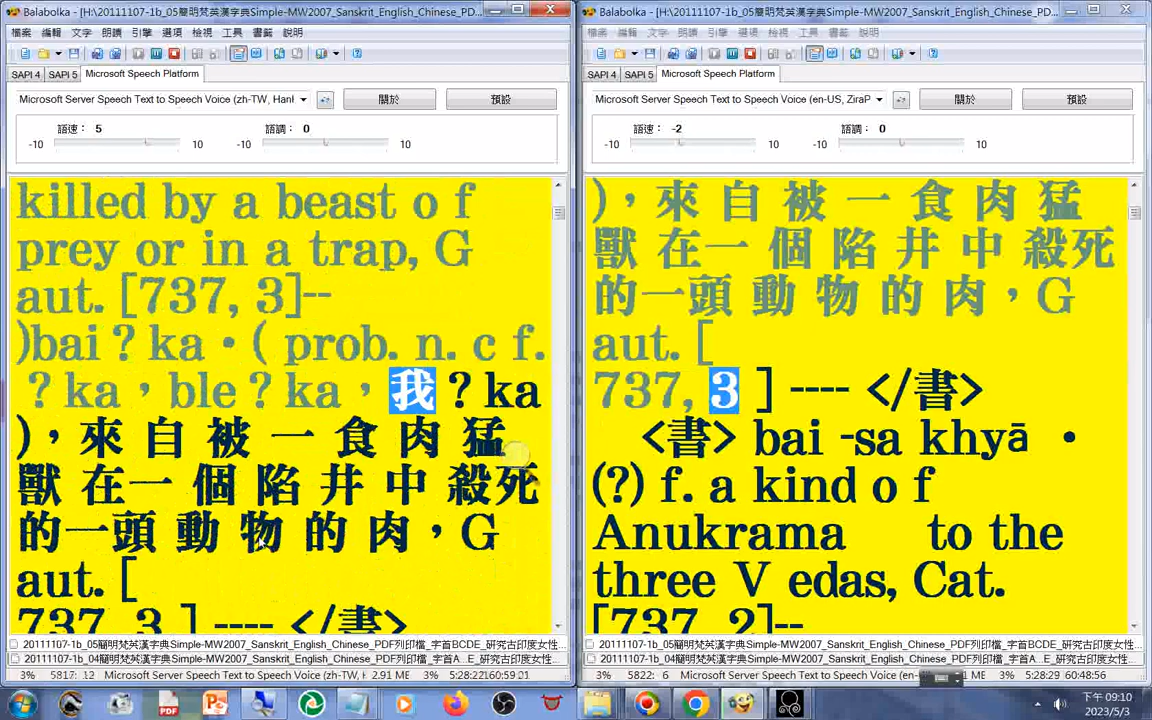 Balabolka - [H:\20111107-1b_05簡明梵英漢字典Simple-MW2007_Sanskrit_English_Chinese_PD...
檔案 編輯 文字 朗讀 引擎 選項 檢視 工具 書籤 說明
SAPI 4 SAPI 5 Microsoft Speech Platform
Microsoft Server Speech Text to Speech Voice (zh-TW, Hanl 關於 預設
語速： 5 語調： 0
-10 10 -10 10
killed by a beast o f
prey or in a trap, G
aut. [737, 3]--
)bai ? ka • ( prob. n. c f.
? ka，ble ? ka，我 ? ka
)，來 自 被 一 食 肉 猛
獸 在一 個 陷 井 中 殺死
的一頭 動 物 的 肉，G
aut. [
737, 3 ] ---- </書>
20111107-1b_05簡明梵英漢字典Simple-MW2007_Sanskrit_English_Chinese_PDF列印檔_字首BCDE_研究古印度女性...
20111107-1b_04簡明梵英漢字典Simple-MW2007_Sanskrit_English_Chinese_PDF列印檔_字首A...E_研究古印度女性...
3% 5817: 12 Microsoft Server Speech Text to Speech Voice (zh-TW, H 2.91 ME 3%
Balabolka - [H:\20111107-1b_05簡明梵英漢字典Simple-MW2007_Sanskrit_English_Chinese_PD...
檔案 編輯 文字 朗讀 引擎 選項 檢視 工具 書籤 說明
SAPI 4 SAPI 5 Microsoft Speech Platform
Microsoft Server Speech Text to Speech Voice (en-US, ZiraP 關於 預設
語速： -2 語調： 0
-10 10 -10 10
)，來 自 被 一 食 肉 猛
獸 在一 個 陷 井 中 殺死
的一頭 動 物 的 肉，G
aut. [
737, 3 ] ---- </書>
<書> bai -sa khyā •
(?) f. a kind o f
Anukrama to the
three V edas, Cat.
[737, 2]--
20111107-1b_05簡明梵英漢字典Simple-MW2007_Sanskrit_English_Chinese_PDF列印檔_字首BCDE_研究古印度女性...
20111107-1b_04簡明梵英漢字典Simple-MW2007_Sanskrit_English_Chinese_PDF列印檔_字首A...E_研究古印度女性...
3% 5822: 6 Microsoft Server Speech Text to Speech Voice (en-US, ME 3% 5:28:29 60:48:56
下午 09:10
2023/5/3